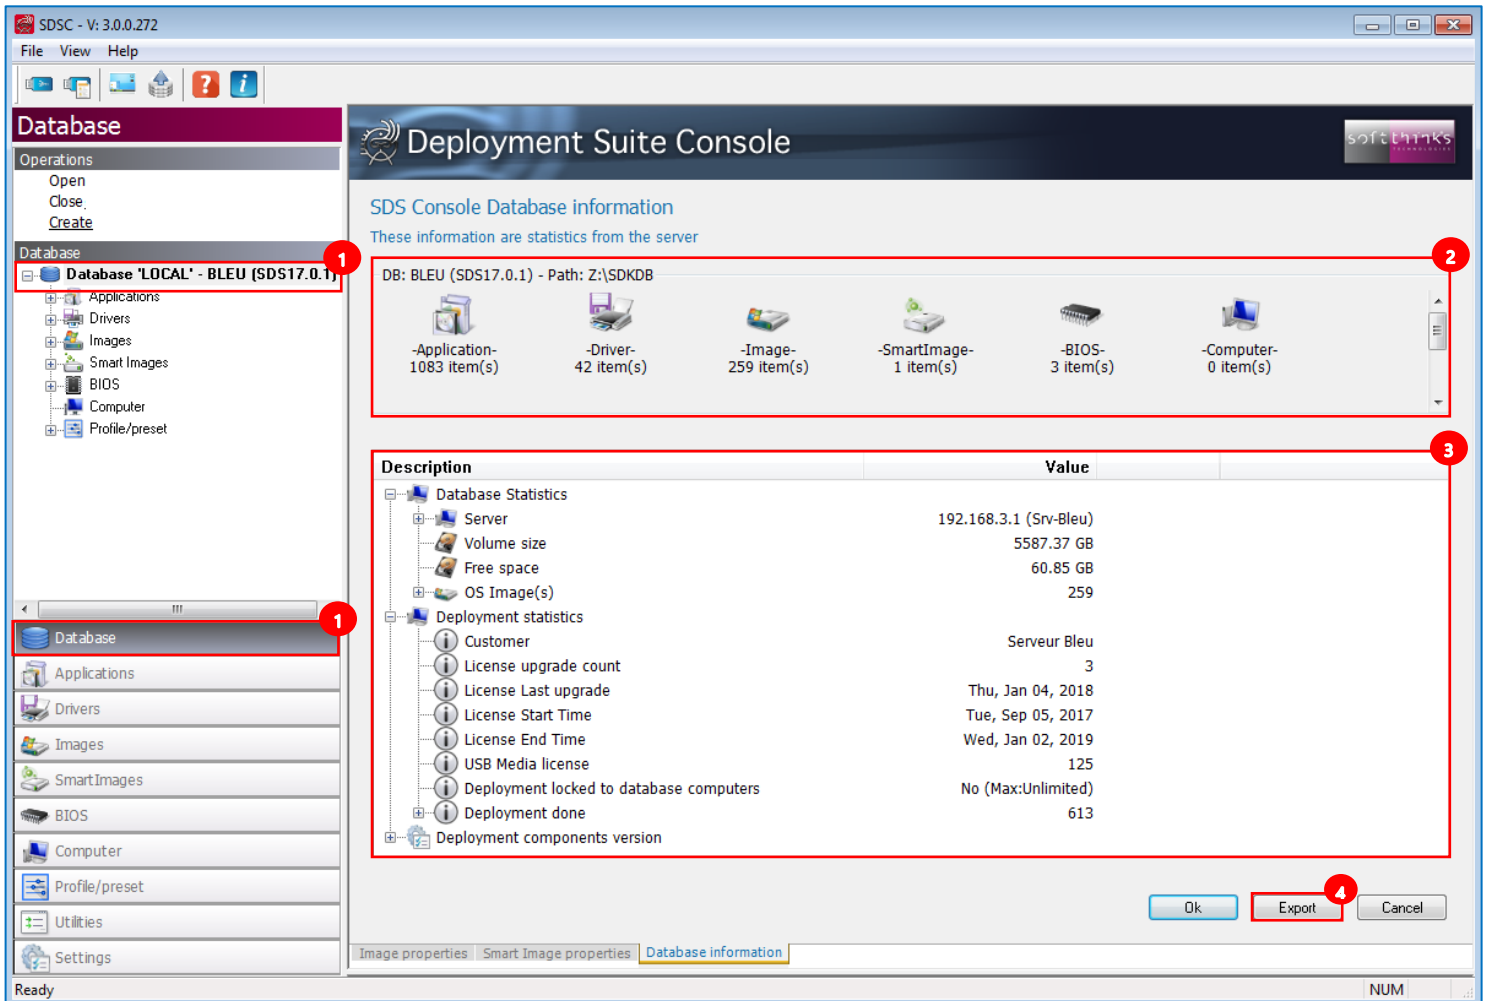 SDSC - V: 3.0.0.272
File View Help
Database
Operations
Open
Close
Create
Database
1
Database 'LOCAL' - BLEU (SDS17.0.1)
Applications
Drivers
Images
Smart Images
BIOS
Computer
Profile/preset
1
Database
Applications
Drivers
Images
SmartImages
BIOS
Computer
Profile/preset
Utilities
Settings
Deployment Suite Console
softthinks
TECHNOLOGIES
SDS Console Database information
These information are statistics from the server
2
DB: BLEU (SDS17.0.1) - Path: Z:\SDKDB
-Application- -Driver- -Image- -SmartImage- -BIOS- -Computer-
1083 item(s) 42 item(s) 259 item(s) 1 item(s) 3 item(s) 0 item(s)
3
Description Value
Database Statistics
Server 192.168.3.1 (Srv-Bleu)
Volume size 5587.37 GB
Free space 60.85 GB
OS Image(s) 259
Deployment statistics
Customer Serveur Bleu
License upgrade count 3
License Last upgrade Thu, Jan 04, 2018
License Start Time Tue, Sep 05, 2017
License End Time Wed, Jan 02, 2019
USB Media license 125
Deployment locked to database computers No (Max:Unlimited)
Deployment done 613
Deployment components version
4
Ok Export Cancel
Image properties Smart Image properties Database information
Ready NUM